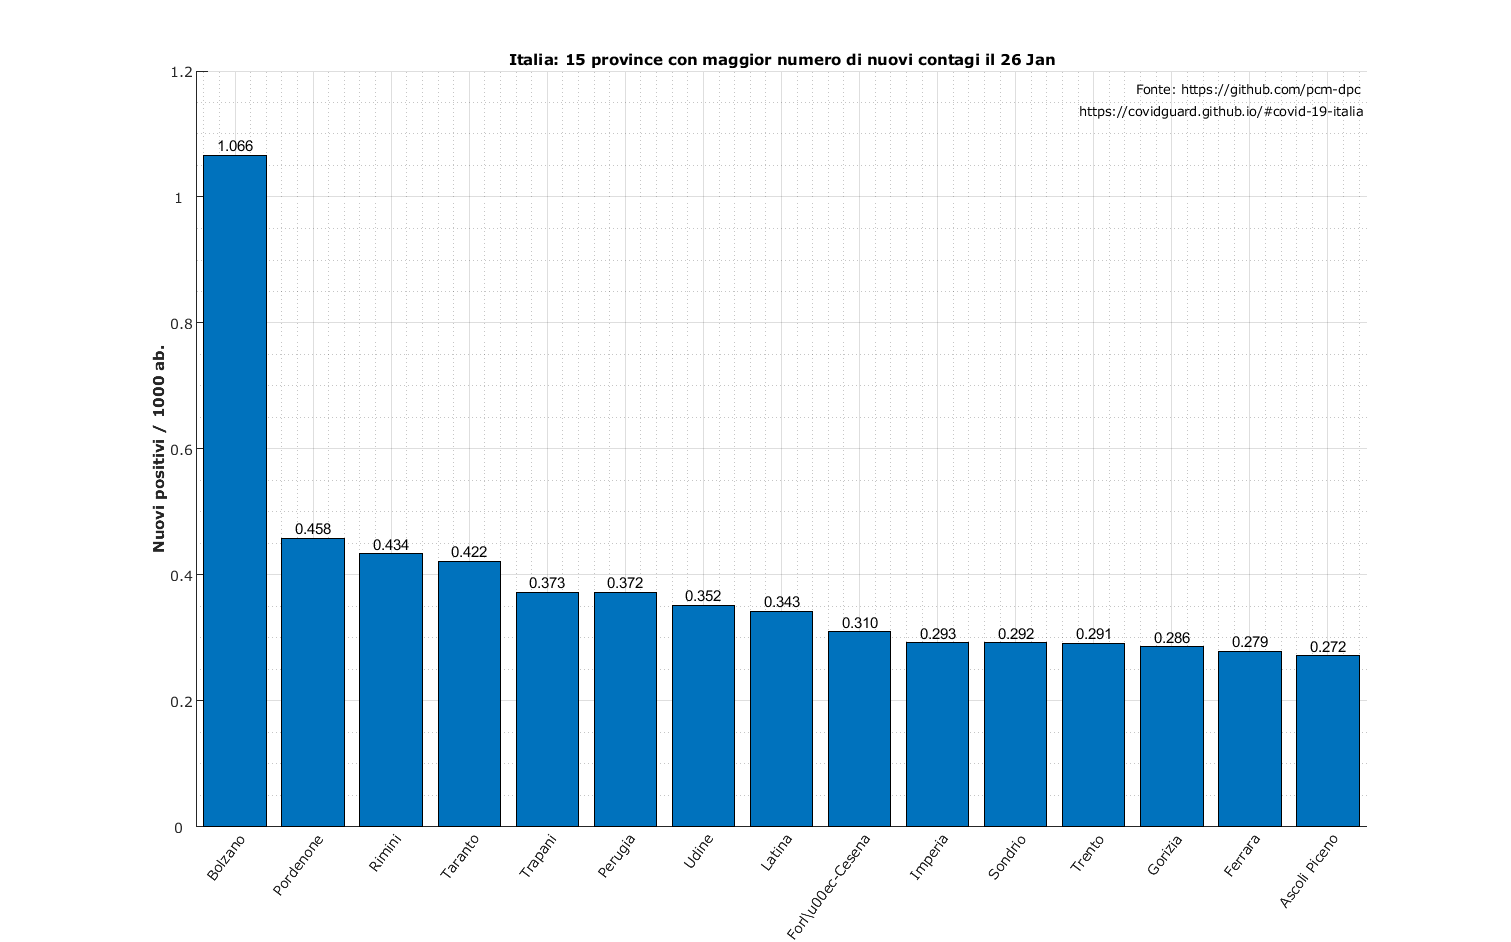 Italia: 15 province con maggior numero di nuovi contagi il 26 Jan
Fonte: https://github.com/pcm-dpc
https://covidguard.github.io/#covid-19-italia
Nuovi positivi / 1000 ab.
1.2
1
0.8
0.6
0.4
0.2
0
1.066
0.458
0.434
0.422
0.373
0.372
0.352
0.343
0.310
0.293
0.292
0.291
0.286
0.279
0.272
Bolzano
Pordenone
Rimini
Taranto
Trapani
Perugia
Udine
Latina
Forl\u00ec-Cesena
Imperia
Sondrio
Trento
Gorizia
Ferrara
Ascoli Piceno